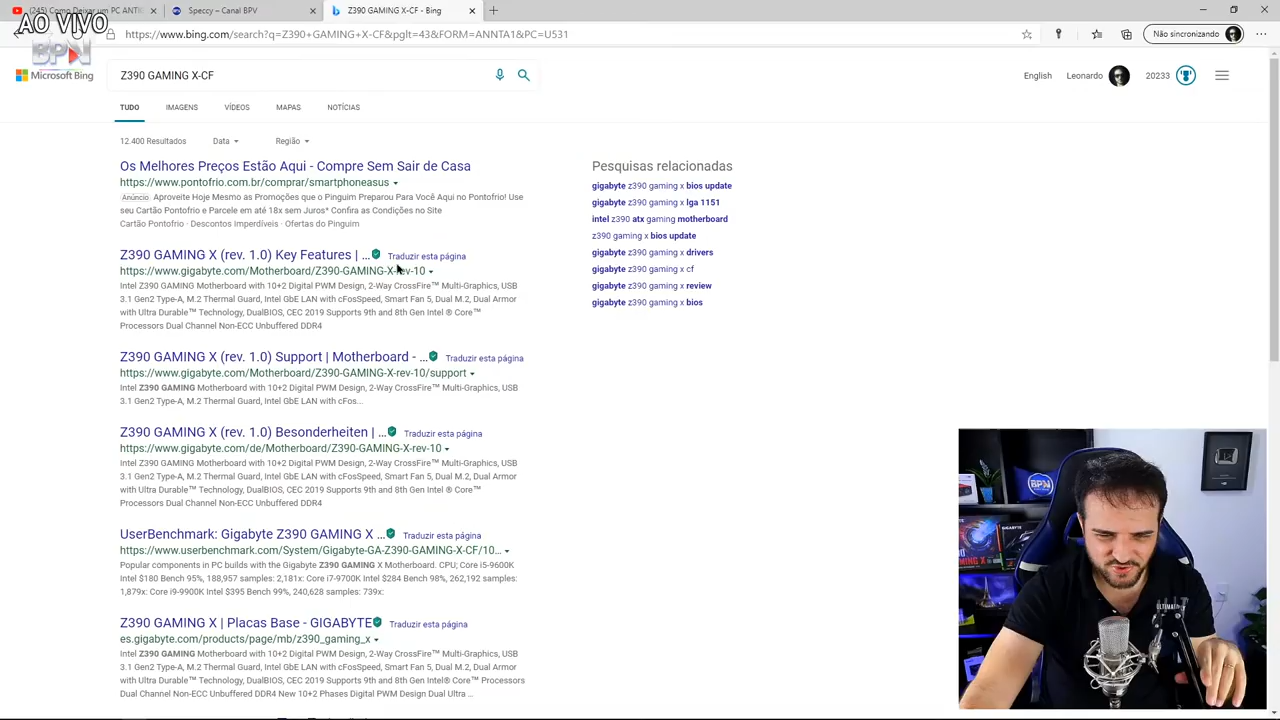 (245) Como Deixar um PC ANTI
Speccy – Canal BPV
Z390 GAMING X-CF - Bing
AO VIVO
BPV
https://www.bing.com/search?q=Z390+GAMING+X-CF&pglt=43&FORM=ANNTA1&PC=U531
Não sincronizando
Microsoft Bing
Z390 GAMING X-CF
English
Leonardo
20233
TUDO
IMAGENS
VÍDEOS
MAPAS
NOTÍCIAS
12.400 Resultados
Data
Região
Os Melhores Preços Estão Aqui - Compre Sem Sair de Casa
https://www.pontofrio.com.br/comprar/smartphoneasus
Anúncio Aproveite Hoje Mesmo as Promoções que o Pinguim Preparou Para Você Aqui no Pontofrio! Use
seu Cartão Pontofrio e Parcele em até 18x sem Juros* Confira as Condições no Site
Cartão Pontofrio · Descontos Imperdíveis · Ofertas do Pinguim
Z390 GAMING X (rev. 1.0) Key Features | ... Traduzir esta página
https://www.gigabyte.com/Motherboard/Z390-GAMING-X-rev-10
Intel Z390 GAMING Motherboard with 10+2 Digital PWM Design, 2-Way CrossFire™ Multi-Graphics, USB
3.1 Gen2 Type-A, M.2 Thermal Guard, Intel GbE LAN with cFosSpeed, Smart Fan 5, Dual M.2, Dual Armor
with Ultra Durable™ Technology, DualBIOS, CEC 2019 Supports 9th and 8th Gen Intel ® Core™
Processors Dual Channel Non-ECC Unbuffered DDR4
Z390 GAMING X (rev. 1.0) Support | Motherboard - ... Traduzir esta página
https://www.gigabyte.com/Motherboard/Z390-GAMING-X-rev-10/support
Intel Z390 GAMING Motherboard with 10+2 Digital PWM Design, 2-Way CrossFire™ Multi-Graphics, USB
3.1 Gen2 Type-A, M.2 Thermal Guard, Intel GbE LAN with cFos...
Z390 GAMING X (rev. 1.0) Besonderheiten | ... Traduzir esta página
https://www.gigabyte.com/de/Motherboard/Z390-GAMING-X-rev-10
Intel Z390 GAMING Motherboard with 10+2 Digital PWM Design, 2-Way CrossFire™ Multi-Graphics, USB
3.1 Gen2 Type-A, M.2 Thermal Guard, Intel GbE LAN with cFosSpeed, Smart Fan 5, Dual M.2, Dual Armor
with Ultra Durable™ Technology, DualBIOS, CEC 2019 Supports 9th and 8th Gen Intel ® Core™
Processors Dual Channel Non-ECC Unbuffered DDR4
UserBenchmark: Gigabyte Z390 GAMING X ... Traduzir esta página
https://www.userbenchmark.com/System/Gigabyte-GA-Z390-GAMING-X-CF/10...
Popular components in PC builds with the Gigabyte Z390 GAMING X Motherboard. CPU; Core i5-9600K
Intel $180 Bench 95%, 188,957 samples: 2,181x: Core i7-9700K Intel $284 Bench 98%, 262,192 samples:
1,879x: Core i9-9900K Intel $395 Bench 99%, 240,628 samples: 739x:
Z390 GAMING X | Placas Base - GIGABYTE Traduzir esta página
es.gigabyte.com/products/page/mb/z390_gaming_x
Intel Z390 GAMING Motherboard with 10+2 Digital PWM Design, 2-Way CrossFire™ Multi-Graphics, USB
3.1 Gen2 Type-A, M.2 Thermal Guard, Intel GbE LAN with cFosSpeed, Smart Fan 5, Dual M.2, Dual Armor
with Ultra Durable™ Technology, DualBIOS, CEC 2019 Supports 9th and 8th Gen Intel® Core™ Processors
Dual Channel Non-ECC Unbuffered DDR4 New 10+2 Phases Digital PWM Design Dual Ultra ...
Pesquisas relacionadas
gigabyte z390 gaming x bios update
gigabyte z390 gaming x lga 1151
intel z390 atx gaming motherboard
z390 gaming x bios update
gigabyte z390 gaming x drivers
gigabyte z390 gaming x cf
gigabyte z390 gaming x review
gigabyte z390 gaming x bios
BPV
GIGABYTE